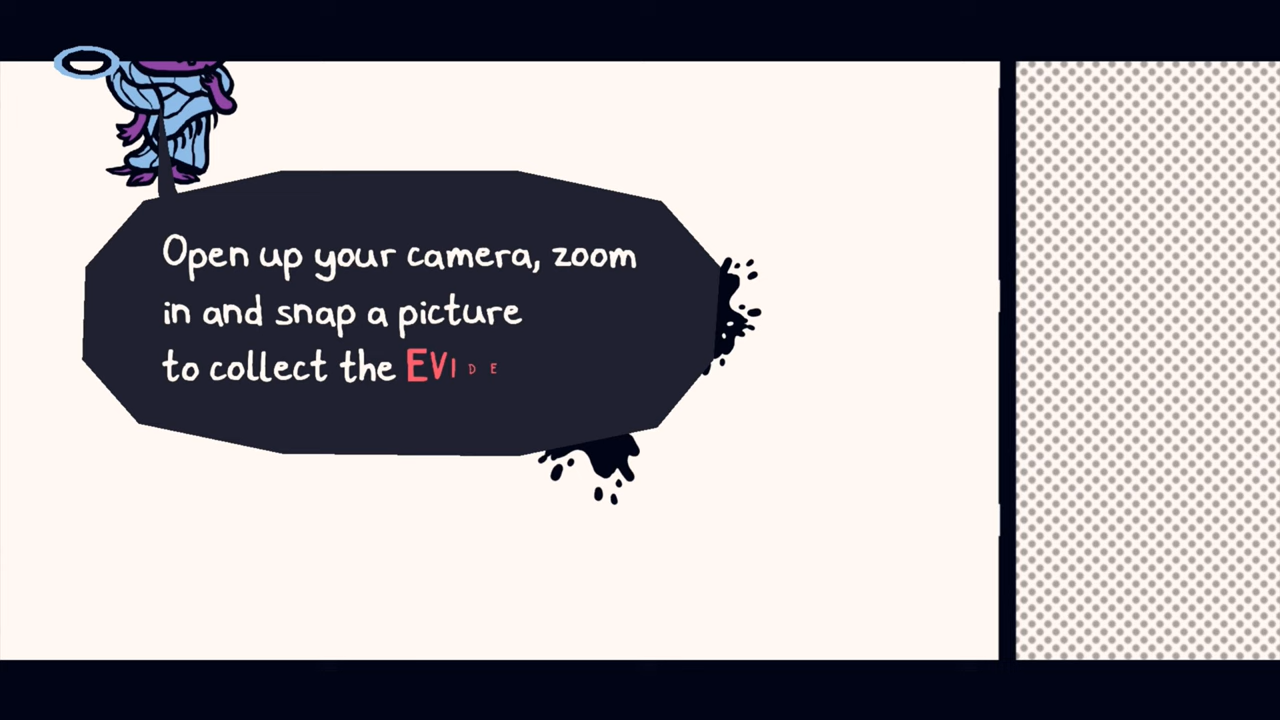 Open up your camera, zoom
in and snap a picture
to collect the EVIDE